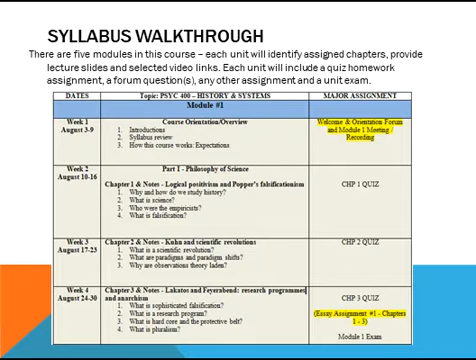 SYLLABUS WALKTHROUGH
There are five modules in this course – each unit will identify assigned chapters, provide
lecture slides and selected video links. Each unit will include a quiz homework
assignment, a forum question(s), any other assignment and a unit exam.
DATES Topic: PSYC 400 – HISTORY & SYSTEMS MAJOR ASSIGNMENT
Module #1
Week 1
August 3-9
Course Orientation/Overview
1. Introductions
2. Syllabus review
3. How this course works: Expectations
Welcome & Orientation Forum
and Module 1 Meeting /
Recording
Week 2
August 10-16
Part I - Philosophy of Science
Chapter 1 & Notes - Logical positivism and Popper's falsificationism
1. Why and how do we study history?
2. What is science?
3. Who were the empiricists?
4. What is falsification?
CHP 1 QUIZ
Week 3
August 17-23
Chapter 2 & Notes - Kuhn and scientific revolutions
1. What is a scientific revolution?
2. What are paradigms and paradigm shifts?
3. Why are observations theory laden?
CHP 2 QUIZ
Week 4
August 24-30
Chapter 3 & Notes - Lakatos and Feyerabend: research programmes
and anarchism
1. What is sophisticated falsification?
2. What is a research program?
3. What is hard core and the protective belt?
4. What is pluralism?
CHP 3 QUIZ
(Essay Assignment #1 - Chapters
1 - 3)
Module 1 Exam